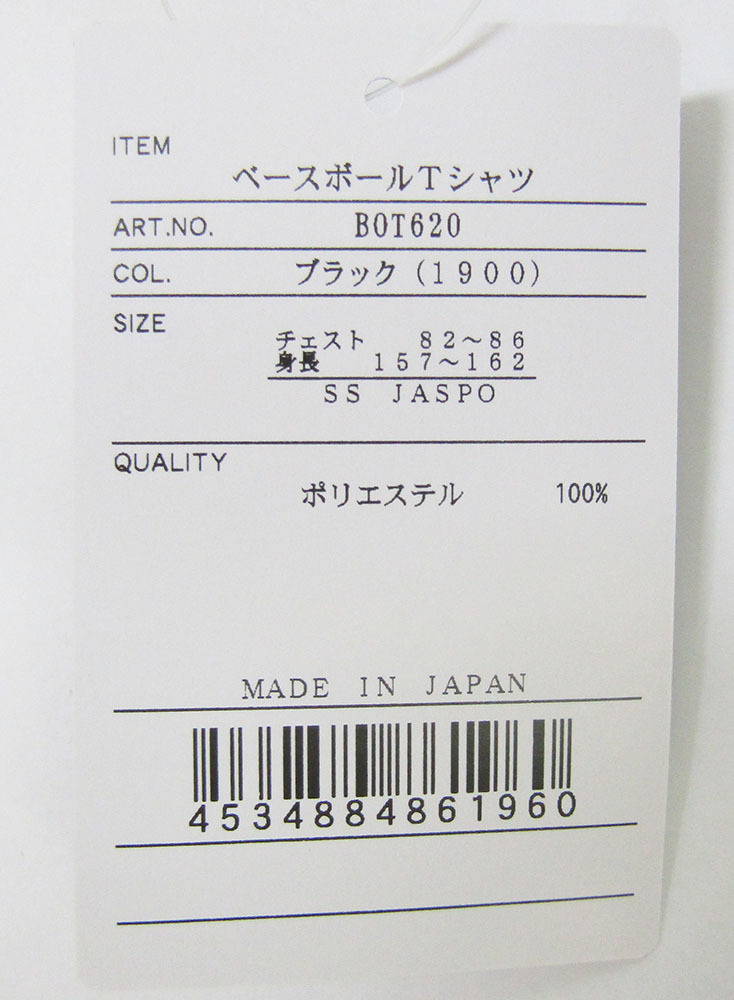 ITEM
ベースボールTシャツ
ART.NO. BOT620
COL. ブラック(1900)
SIZE
チェスト 82~86
身長 157~162
SS JASPO
QUALITY
ポリエステル 100%
MADE IN JAPAN
4534884861960